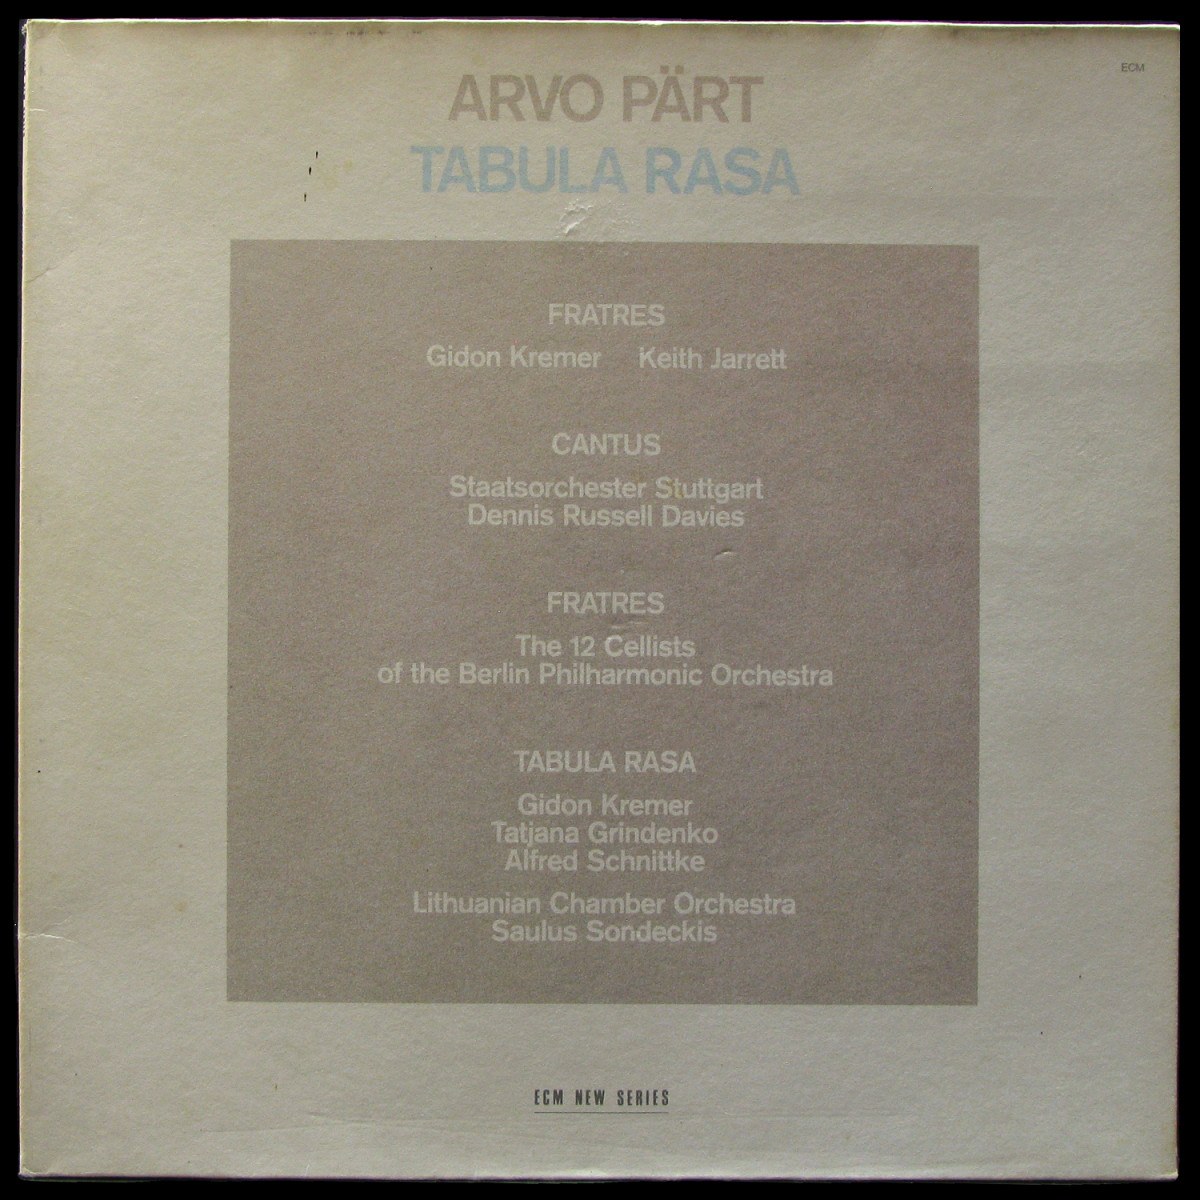 ECM
ARVO PÄRT
TABULA RASA
FRATRES
Gidon Kremer Keith Jarrett
CANTUS
Staatsorchester Stuttgart
Dennis Russell Davies
FRATRES
The 12 Cellists
of the Berlin Philharmonic Orchestra
TABULA RASA
Gidon Kremer
Tatjana Grindenko
Alfred Schnittke
Lithuanian Chamber Orchestra
Saulus Sondeckis
ECM NEW SERIES